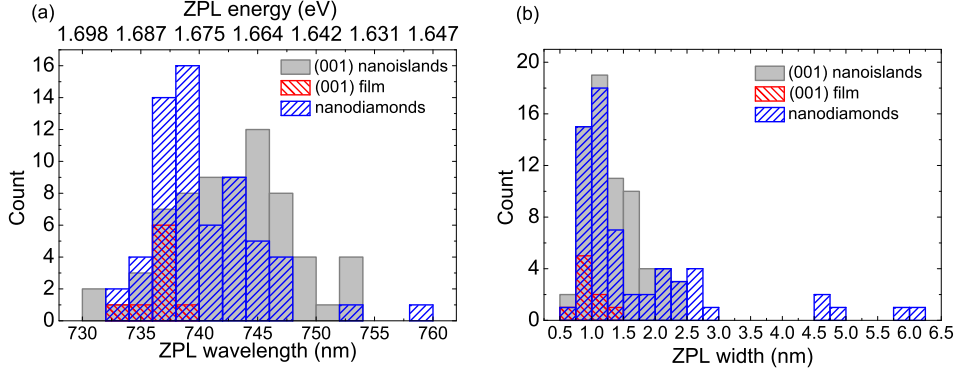 (a)
ZPL energy (eV)
1.698 1.687 1.675 1.664 1.642 1.631 1.647
16
14
12
10
8
6
4
2
0
Count
(001) nanoislands
(001) film
nanodiamonds
730 735 740 745 750 755 760
ZPL wavelength (nm)
(b)
20
16
12
8
4
0
Count
(001) nanoislands
(001) film
nanodiamonds
0.5 1.0 1.5 2.0 2.5 3.0 3.5 4.0 4.5 5.0 5.5 6.0 6.5
ZPL width (nm)